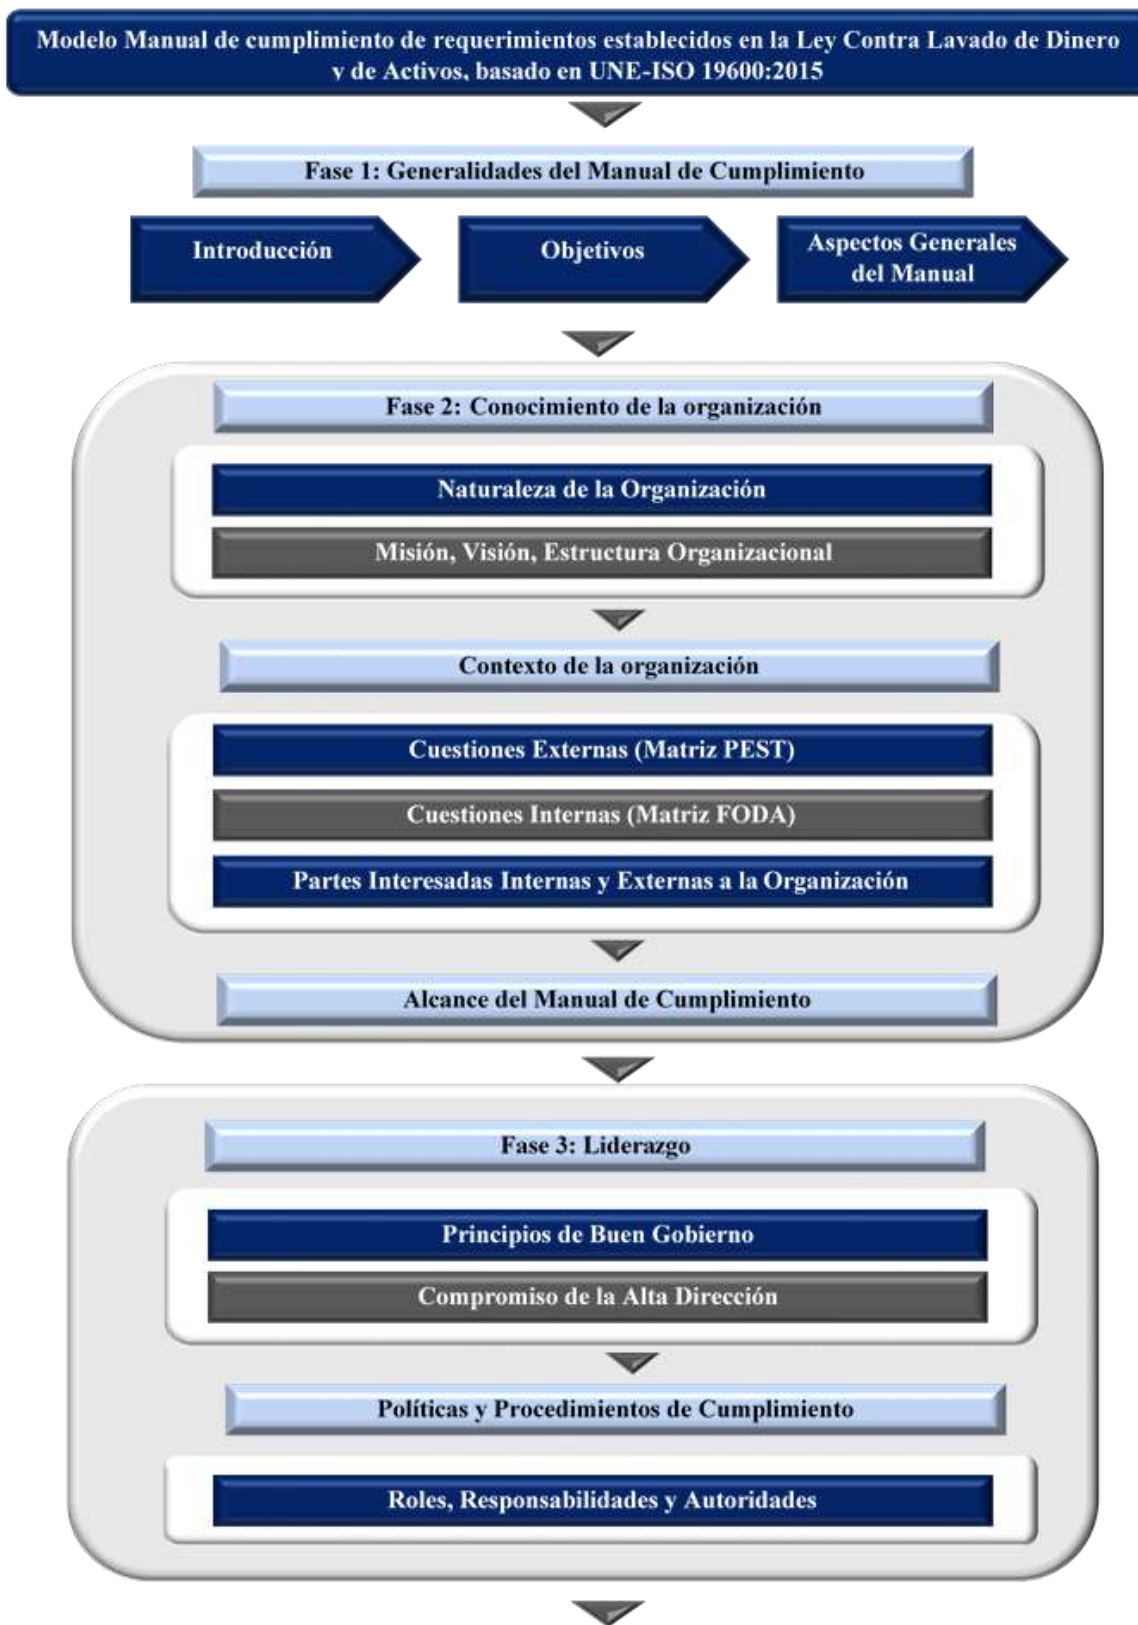 Modelo Manual de cumplimiento de requerimientos establecidos en la Ley Contra Lavado de Dinero
y de Activos, basado en UNE-ISO 19600:2015
Fase 1: Generalidades del Manual de Cumplimiento
Introducción
Objetivos
Aspectos Generales
del Manual
Fase 2: Conocimiento de la organización
Naturaleza de la Organización
Misión, Visión, Estructura Organizacional
Contexto de la organización
Cuestiones Externas (Matriz PEST)
Cuestiones Internas (Matriz FODA)
Partes Interesadas Internas y Externas a la Organización
Alcance del Manual de Cumplimiento
Fase 3: Liderazgo
Principios de Buen Gobierno
Compromiso de la Alta Dirección
Políticas y Procedimientos de Cumplimiento
Roles, Responsabilidades y Autoridades